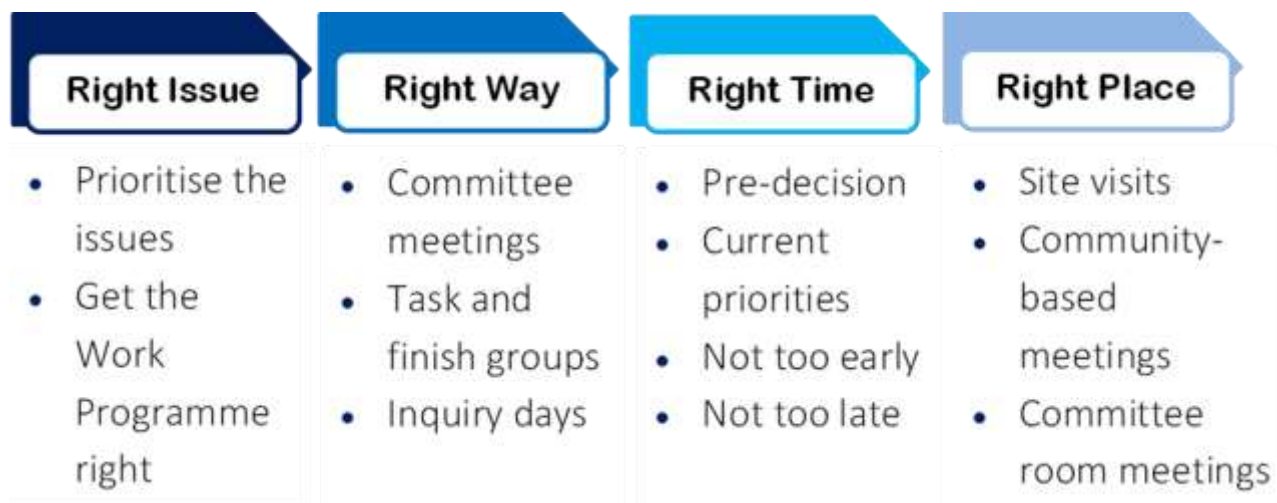 Right Issue
Prioritise the
issues
Get the
Work
Programme
right
Right Way
Committee
meetings
Task and
finish groups
Inquiry days
Right Time
Pre-decision
Current
priorities
Not too early
Not too late
Right Place
Site visits
Community-
based
meetings
Committee
room meetings